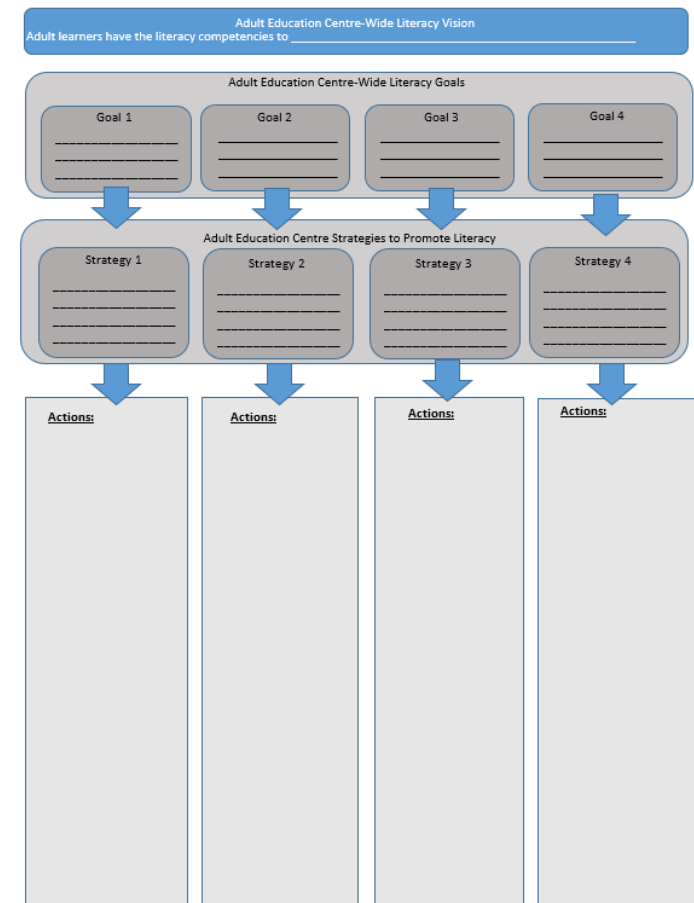 Adult Education Centre-Wide Literacy Vision
Adult learners have the literacy competencies to ____________________
Adult Education Centre-Wide Literacy Goals
Goal 1
Goal 2
Goal 3
Goal 4
Adult Education Centre Strategies to Promote Literacy
Strategy 1
Strategy 2
Strategy 3
Strategy 4
Actions:
Actions:
Actions:
Actions: